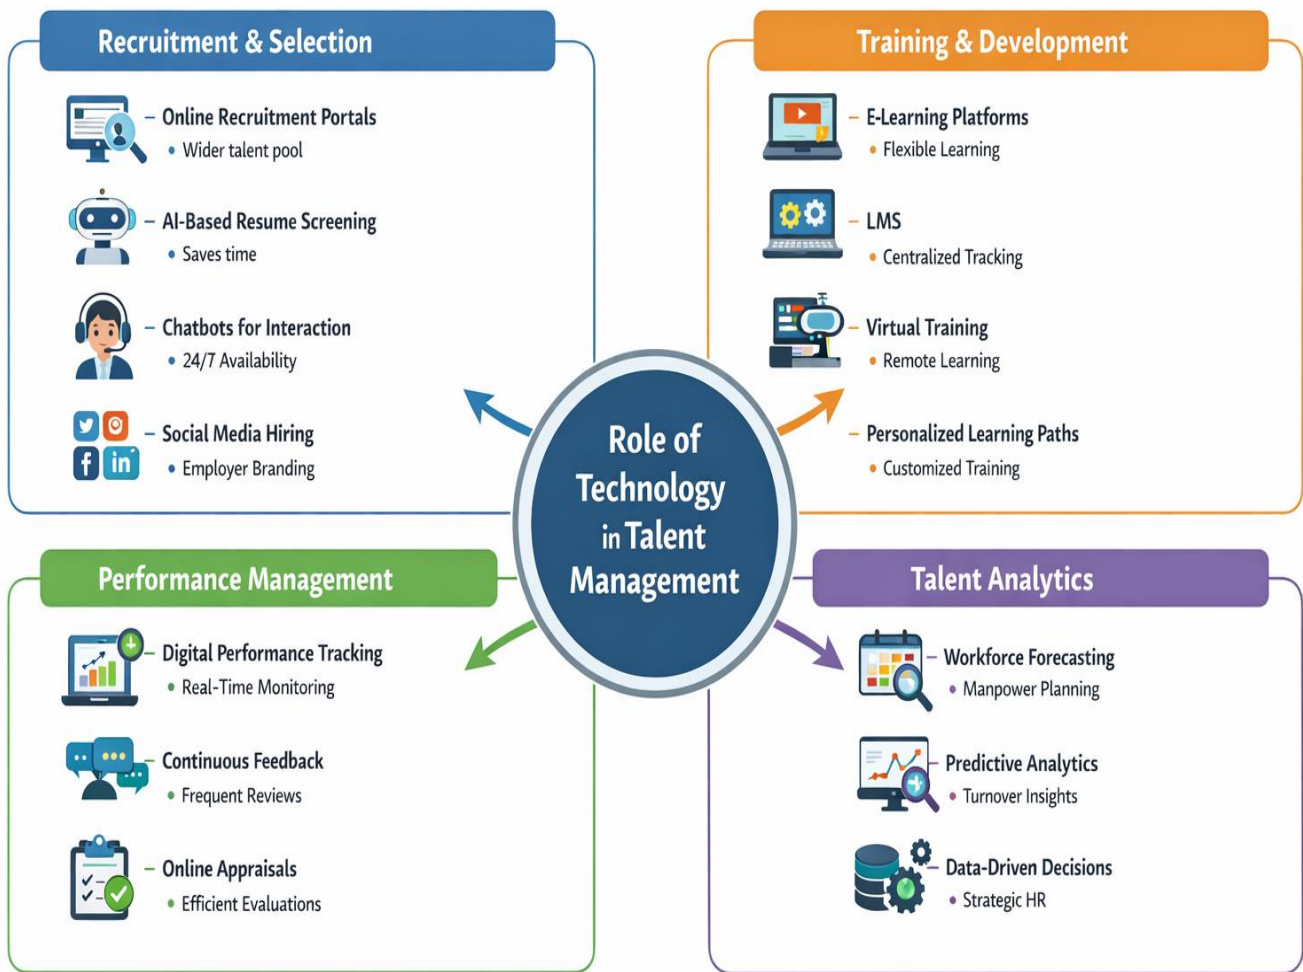 Recruitment & Selection
Online Recruitment Portals
• Wider talent pool
AI-Based Resume Screening
• Saves time
Chatbots for Interaction
• 24/7 Availability
Social Media Hiring
• Employer Branding
Training & Development
E-Learning Platforms
• Flexible Learning
LMS
• Centralized Tracking
Virtual Training
• Remote Learning
Personalized Learning Paths
• Customized Training
Role of
Technology
in Talent
Management
Performance Management
Digital Performance Tracking
• Real-Time Monitoring
Continuous Feedback
• Frequent Reviews
Online Appraisals
• Efficient Evaluations
Talent Analytics
Workforce Forecasting
• Manpower Planning
Predictive Analytics
• Turnover Insights
Data-Driven Decisions
• Strategic HR